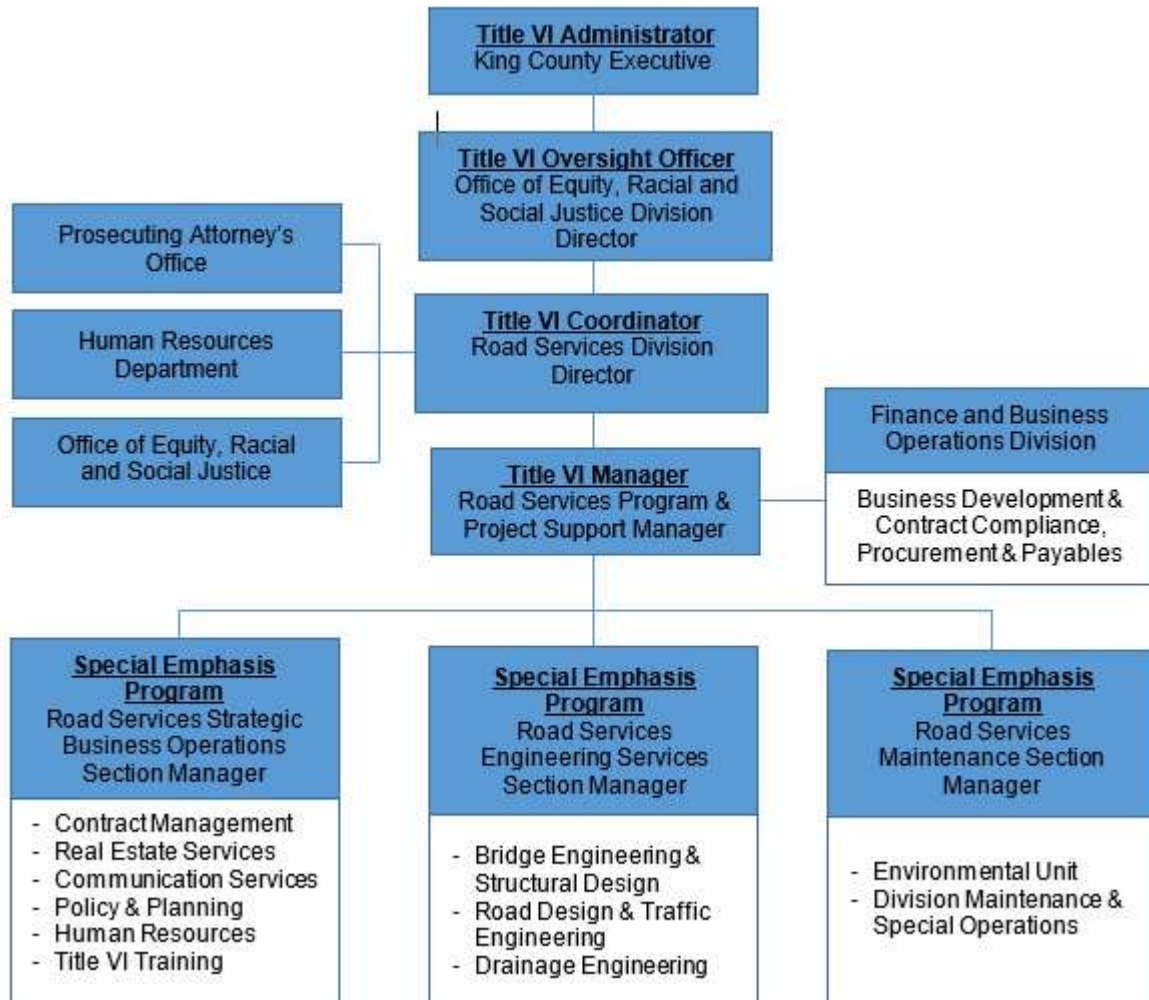 Title VI Administrator
King County Executive
Title VI Oversight Officer
Office of Equity, Racial and
Social Justice Division
Director
Prosecuting Attorney's
Office
Human Resources
Department
Office of Equity, Racial
and Social Justice
Title VI Coordinator
Road Services Division
Director
Title VI Manager
Road Services Program &
Project Support Manager
Finance and Business
Operations Division
Business Development &
Contract Compliance,
Procurement & Payables
Special Emphasis
Program
Road Services Strategic
Business Operations
Section Manager
- Contract Management
- Real Estate Services
- Communication Services
- Policy & Planning
- Human Resources
- Title VI Training
Special Emphasis
Program
Road Services
Engineering Services
Section Manager
- Bridge Engineering &
Structural Design
- Road Design & Traffic
Engineering
- Drainage Engineering
Special Emphasis
Program
Road Services
Maintenance Section
Manager
- Environmental Unit
- Division Maintenance &
Special Operations